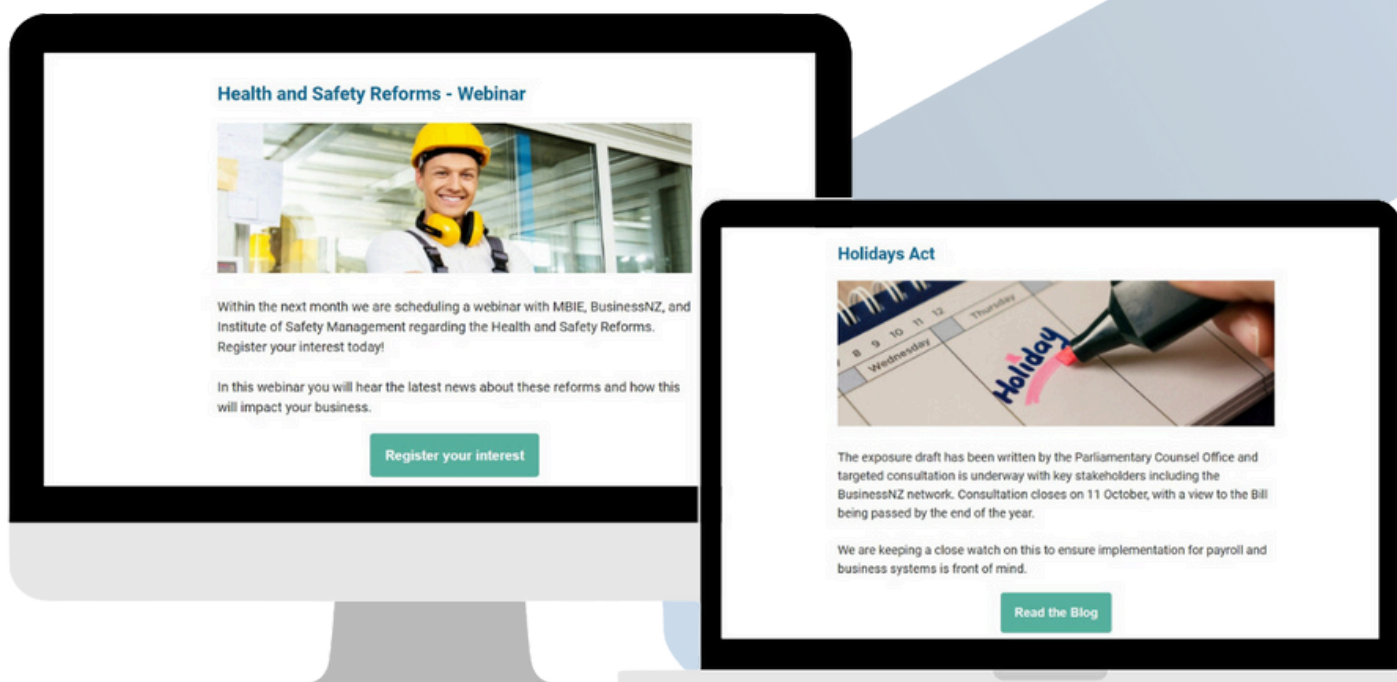 Health and Safety Reforms - Webinar
Within the next month we are scheduling a webinar with MBIE, BusinessNZ, and
Institute of Safety Management regarding the Health and Safety Reforms.
Register your interest today!
In this webinar you will hear the latest news about these reforms and how this
will impact your business.
Register your interest
Holidays Act
8 9 10 11 12
Wednesday
Thursday
Holiday
The exposure draft has been written by the Parliamentary Counsel Office and
targeted consultation is underway with key stakeholders including the
BusinessNZ network. Consultation closes on 11 October, with a view to the Bill
being passed by the end of the year.
We are keeping a close watch on this to ensure implementation for payroll and
business systems is front of mind.
Read the Blog